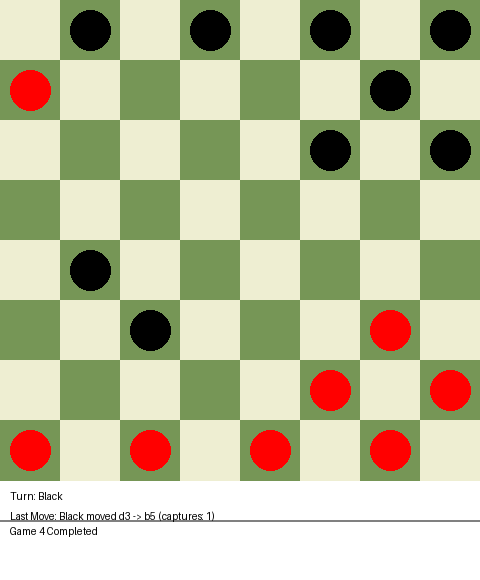 Turn: Black
Last Move: Black moved d3 -> b5 (captures: 1)
Game 4 Completed